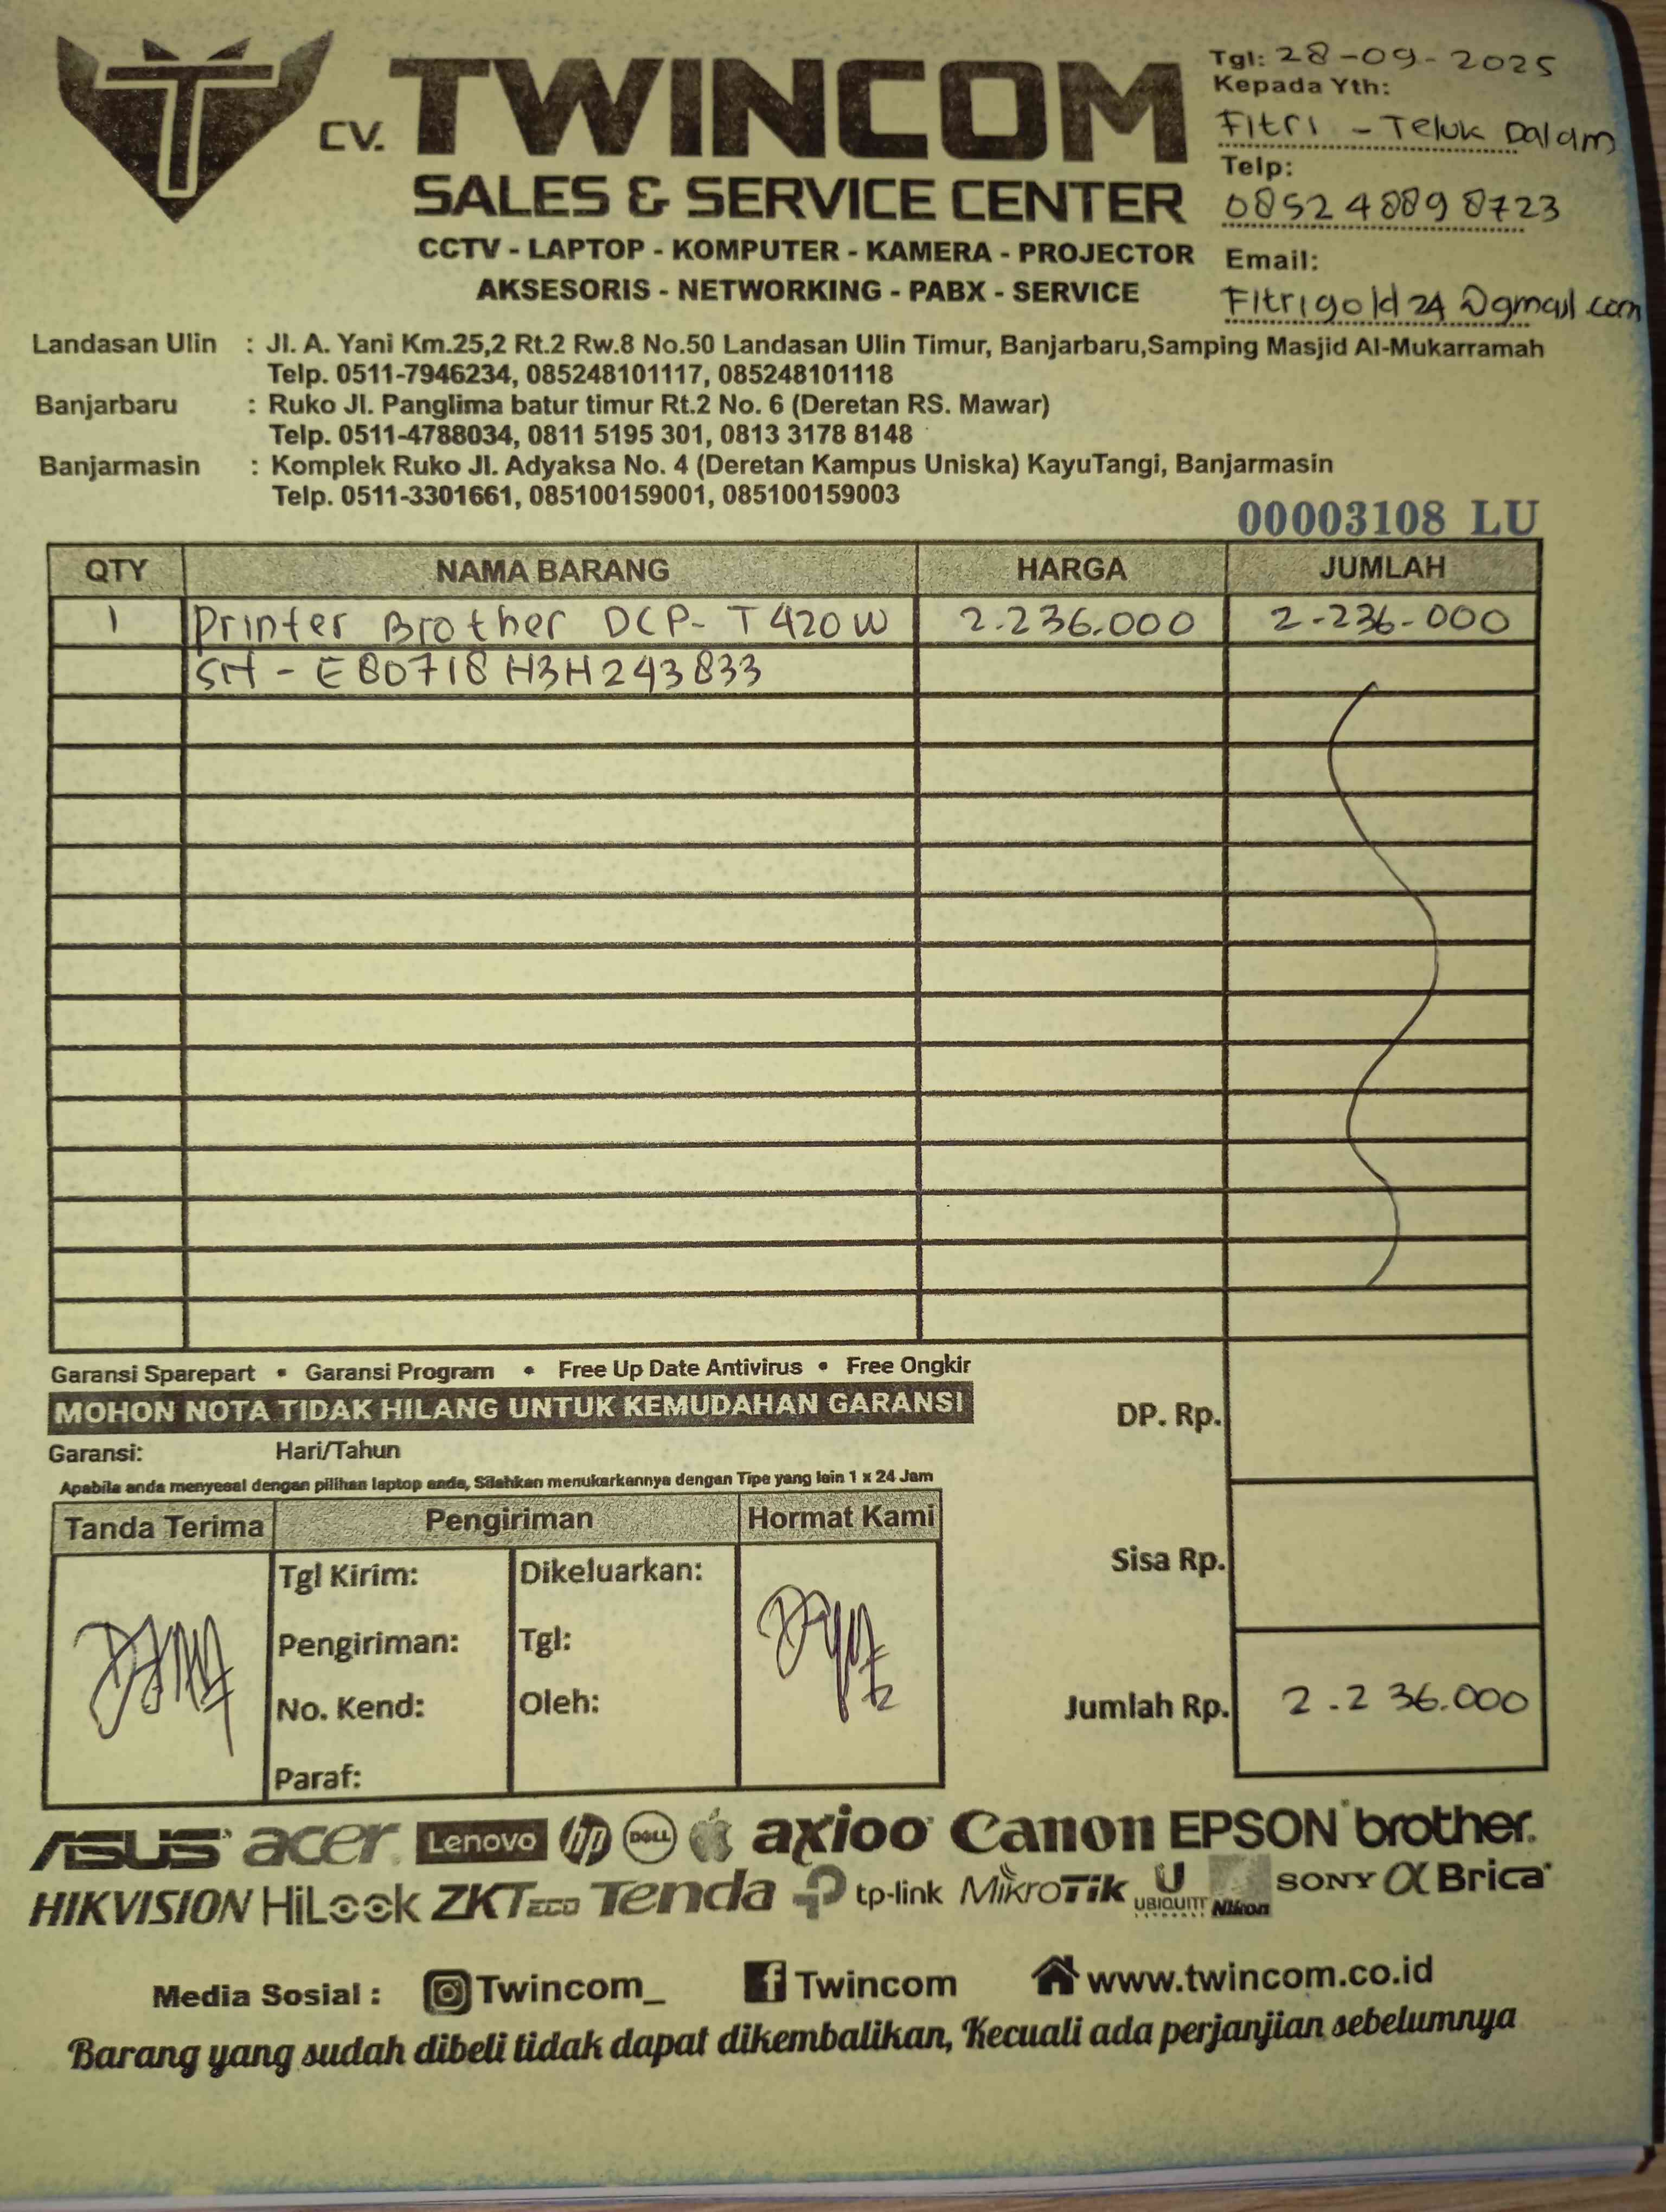 CV. TWINCOM
SALES & SERVICE CENTER
CCTV - LAPTOP - KOMPUTER - KAMERA - PROJECTOR
AKSESORIS - NETWORKING - PABX - SERVICE
Tgl: 28-09-2025
Kepada Yth:
Fitri - Teluk Dalam
Telp:
085248898723
Email:
Fitrigold24@gmail.com
Landasan Ulin : Jl. A. Yani Km.25,2 Rt.2 Rw.8 No.50 Landasan Ulin Timur, Banjarbaru,Samping Masjid Al-Mukarramah
Telp. 0511-7946234, 085248101117, 085248101118
Banjarbaru : Ruko Jl. Panglima batur timur Rt.2 No. 6 (Deretan RS. Mawar)
Telp. 0511-4788034, 0811 5195 301, 0813 3178 8148
Banjarmasin : Komplek Ruko Jl. Adyaksa No. 4 (Deretan Kampus Uniska) KayuTangi, Banjarmasin
Telp. 0511-3301661, 085100159001, 085100159003
00003108 LU
QTY NAMA BARANG HARGA JUMLAH
1 Printer Brother DCP-T420W 2.236.000 2-236-000
SH - E80718H3H243833
Garansi Sparepart • Garansi Program • Free Up Date Antivirus • Free Ongkir
MOHON NOTA TIDAK HILANG UNTUK KEMUDAHAN GARANSI
Garansi: Hari/Tahun
Apabila anda menyesal dengan pilihan laptop anda, Silahkan menukarkannya dengan Tipe yang lain 1 x 24 Jam
DP. Rp.
Tanda Terima Pengiriman Hormat Kami
Tgl Kirim: Dikeluarkan:
Sisa Rp.
Pengiriman: Tgl:
No. Kend: Oleh:
Jumlah Rp. 2.236.000
Paraf:
ASUS acer Lenovo hp DELL axioo Canon EPSON brother
HIKVISION HiLook ZKTECO Tenda tp-link MikroTik UBIQUITI Nikon SONY α Brica
Media Sosial : Twincom_ Twincom www.twincom.co.id
Barang yang sudah dibeli tidak dapat dikembalikan, Kecuali ada perjanjian sebelumnya